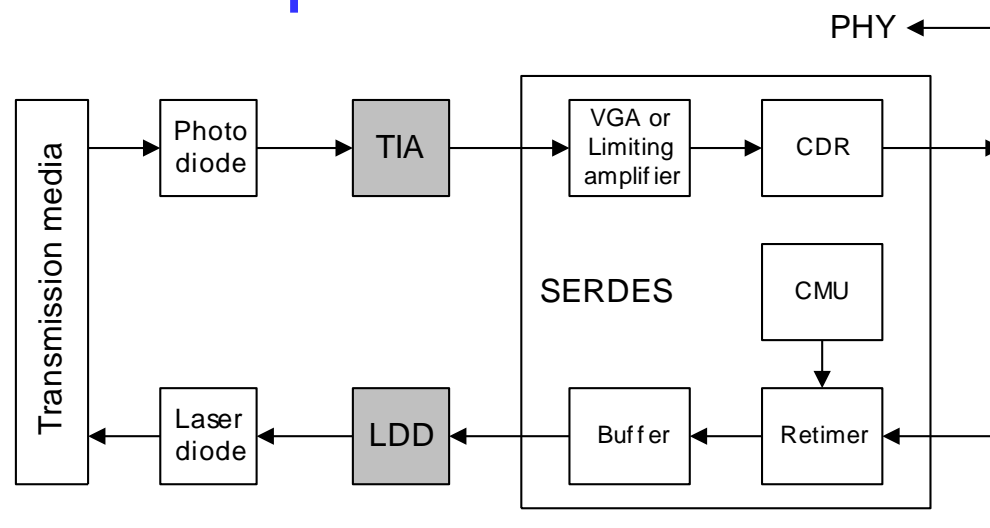 PHY
Transmission media
Photo
diode
TIA
VGA or
Limiting
amplifier
CDR
SERDES
CMU
Laser
diode
LDD
Buffer
Retimer